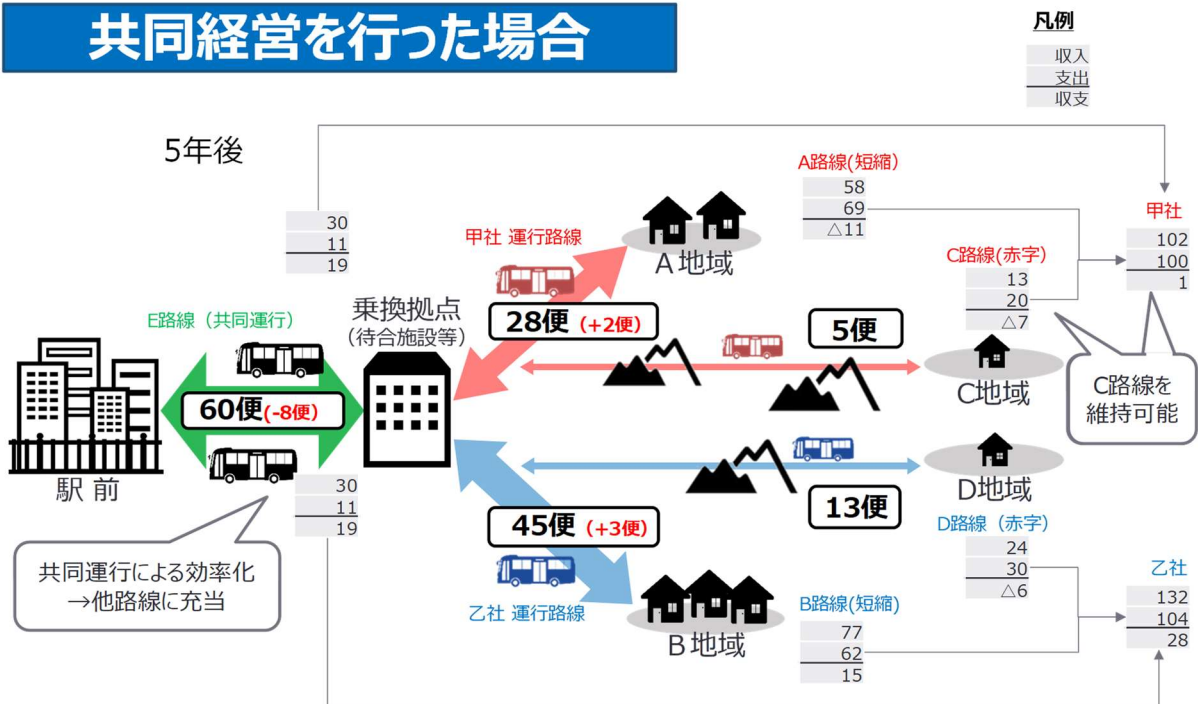 共同経営を行った場合
凡例
収入
支出
収支
5年後
30
11
19
A路線(短縮)
58
69
△11
甲社
102
100
1
甲社 運行路線
A地域
C路線(赤字)
13
20
△7
乗換拠点
(待合施設等)
28便 (+2便)
5便
E路線（共同運行）
C地域
C路線を
維持可能
60便(-8便)
駅前
30
11
19
D地域
13便
45便 (+3便)
D路線（赤字）
24
30
△6
共同運行による効率化
→他路線に充当
乙社
132
104
28
乙社 運行路線
B路線(短縮)
77
62
15
B地域